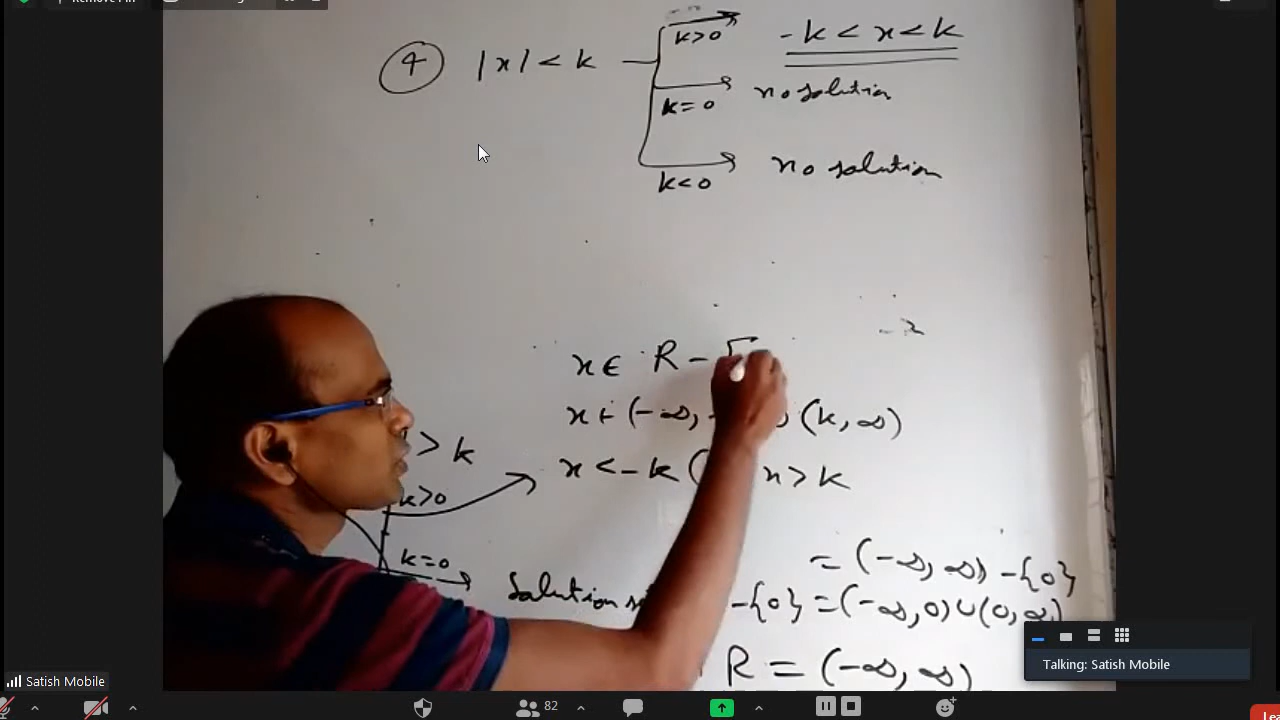 ④ |x| < k
k>0 -k < x < k
k=0 no solution
k<0 no solution
x ∈ R -
x ∈ (-∞, (k, ∞)
> k
x < -k x > k
k>0
k=0
= (-∞, ∞) -{0}
Solution -{0} = (-∞, 0) ∪ (0, ∞)
R = (-∞, ∞)
Talking: Satish Mobile
Satish Mobile
82